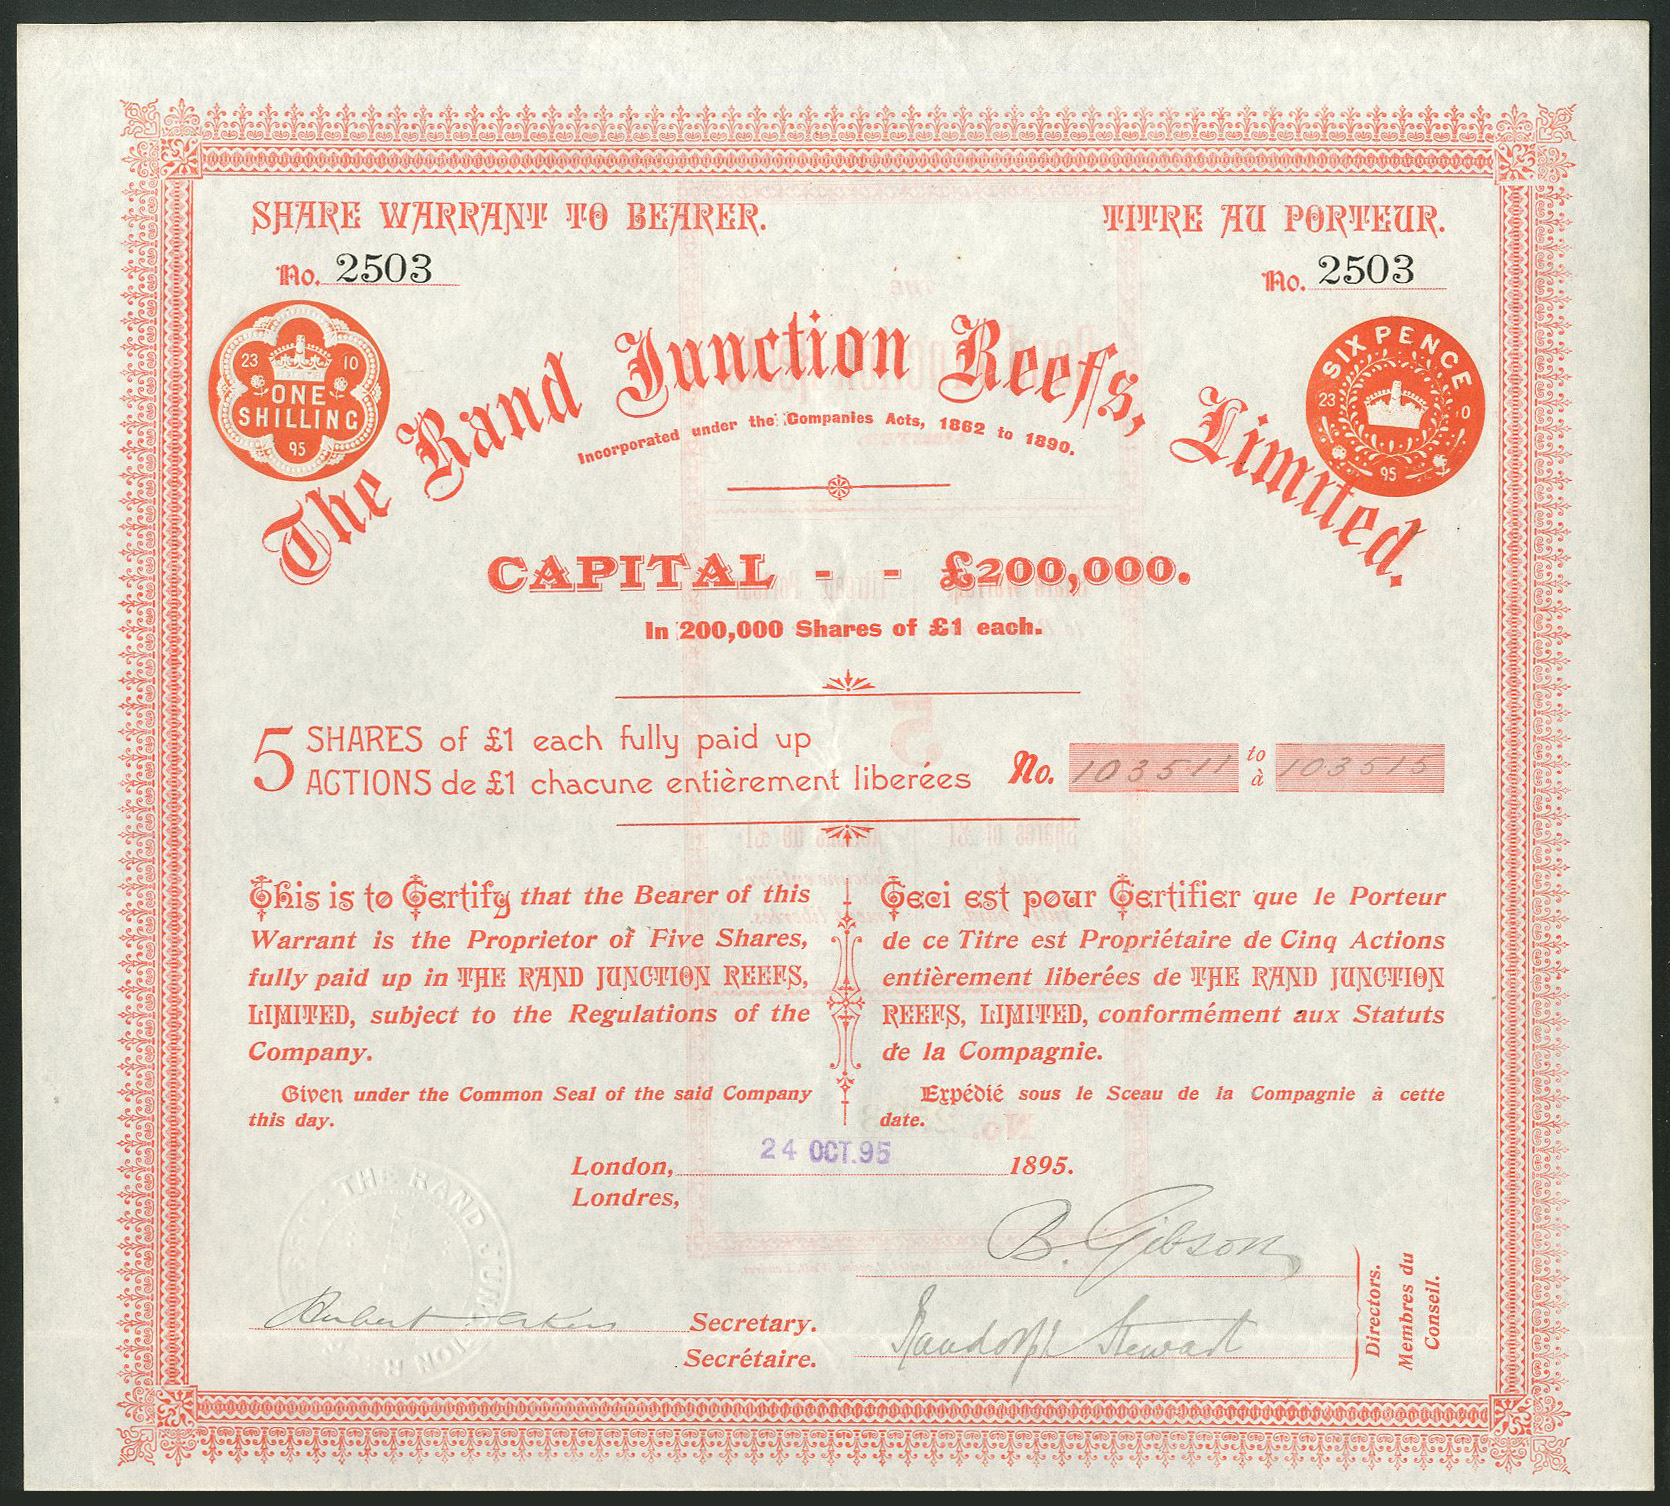 SHARE WARRANT TO BEARER.
TITRE AU PORTEUR.
No. 2503
No. 2503
23 10
ONE
SHILLING
95
SIX PENCE
23 10
95
The Rand Junction Reefs, Limited.
Incorporated under the Companies Acts, 1862 to 1890.
CAPITAL - - £200,000.
In 200,000 Shares of £1 each.
5 SHARES of £1 each fully paid up
ACTIONS de £1 chacune entièrement liberées
No. 103511 to à 103515
This is to Certify that the Bearer of this
Warrant is the Proprietor of Five Shares,
fully paid up in THE RAND JUNCTION REEFS,
LIMITED, subject to the Regulations of the
Company.
Given under the Common Seal of the said Company
this day.
Ceci est pour Certifier que le Porteur
de ce Titre est Propriétaire de Cinq Actions
entièrement liberées de THE RAND JUNCTION
REEFS, LIMITED, conformément aux Statuts
de la Compagnie.
Expédié sous le Sceau de la Compagnie à cette
date.
24 OCT.95
London, 1895.
Londres,
THE RAND JUNCTION
B. Gibson
Randolph Stewart
Directors.
Membres du
Conseil.
Secretary.
Secrétaire.